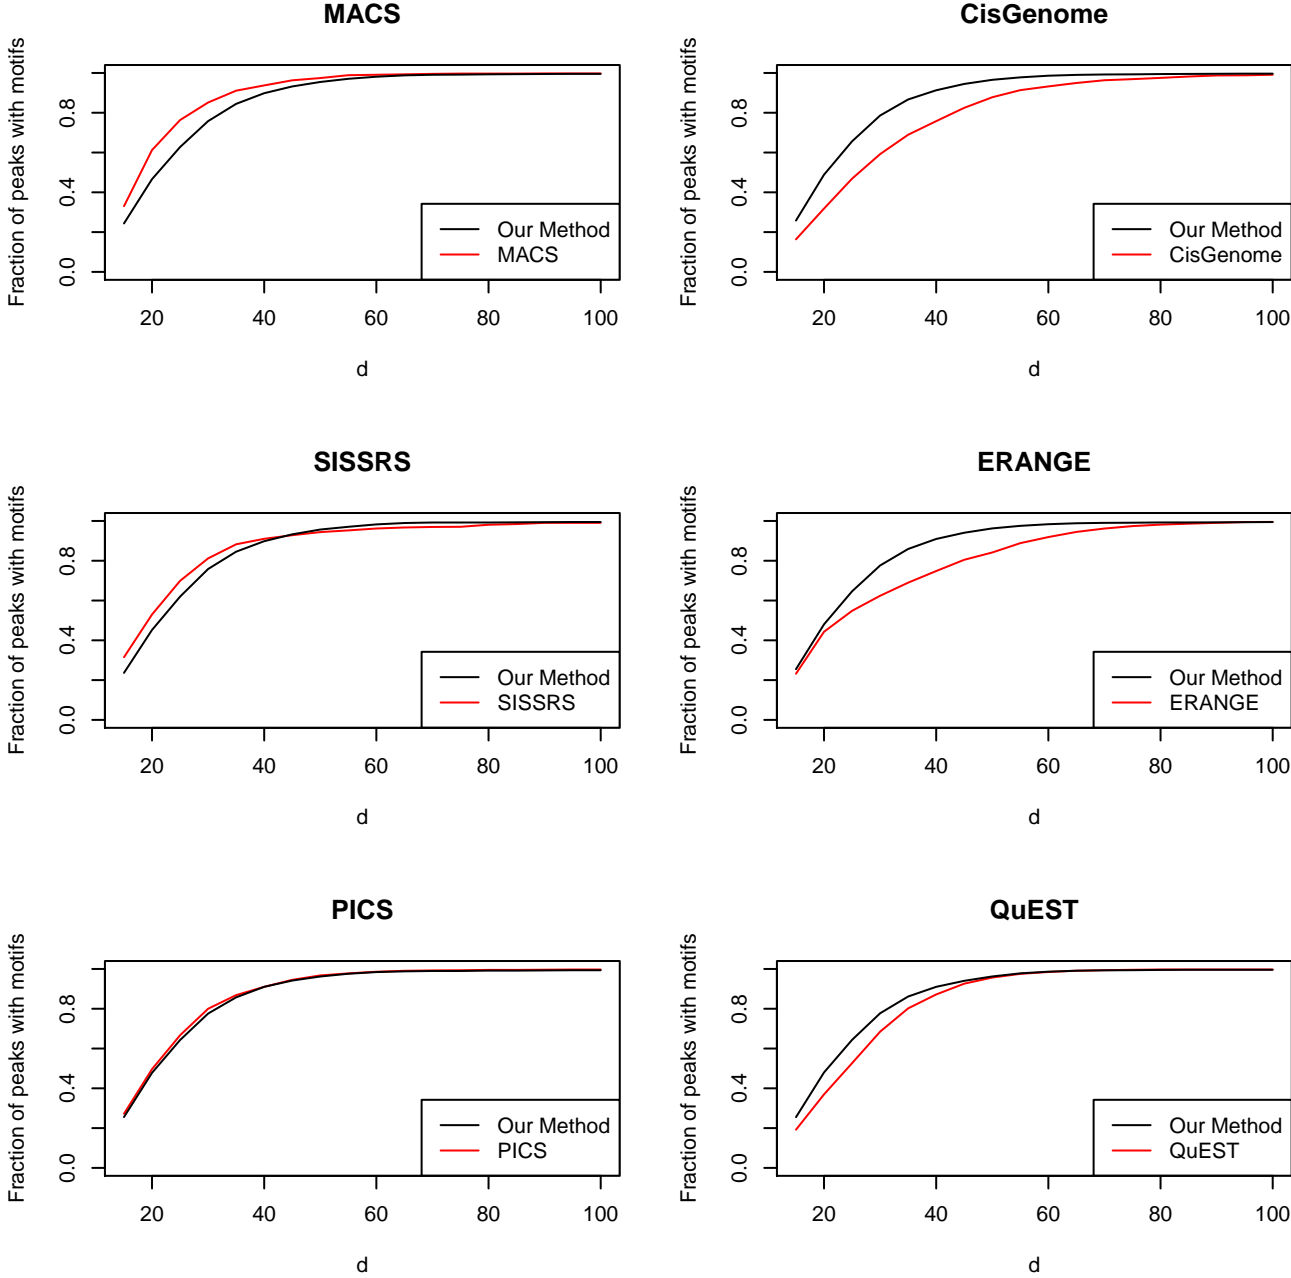 MACS
Fraction of peaks with motifs
0.0 0.4 0.8
Our Method
MACS
20 40 60 80 100
d
CisGenome
Fraction of peaks with motifs
0.0 0.4 0.8
Our Method
CisGenome
20 40 60 80 100
d
SISSRS
Fraction of peaks with motifs
0.0 0.4 0.8
Our Method
SISSRS
20 40 60 80 100
d
ERANGE
Fraction of peaks with motifs
0.0 0.4 0.8
Our Method
ERANGE
20 40 60 80 100
d
PICS
Fraction of peaks with motifs
0.0 0.4 0.8
Our Method
PICS
20 40 60 80 100
d
QuEST
Fraction of peaks with motifs
0.0 0.4 0.8
Our Method
QuEST
20 40 60 80 100
d